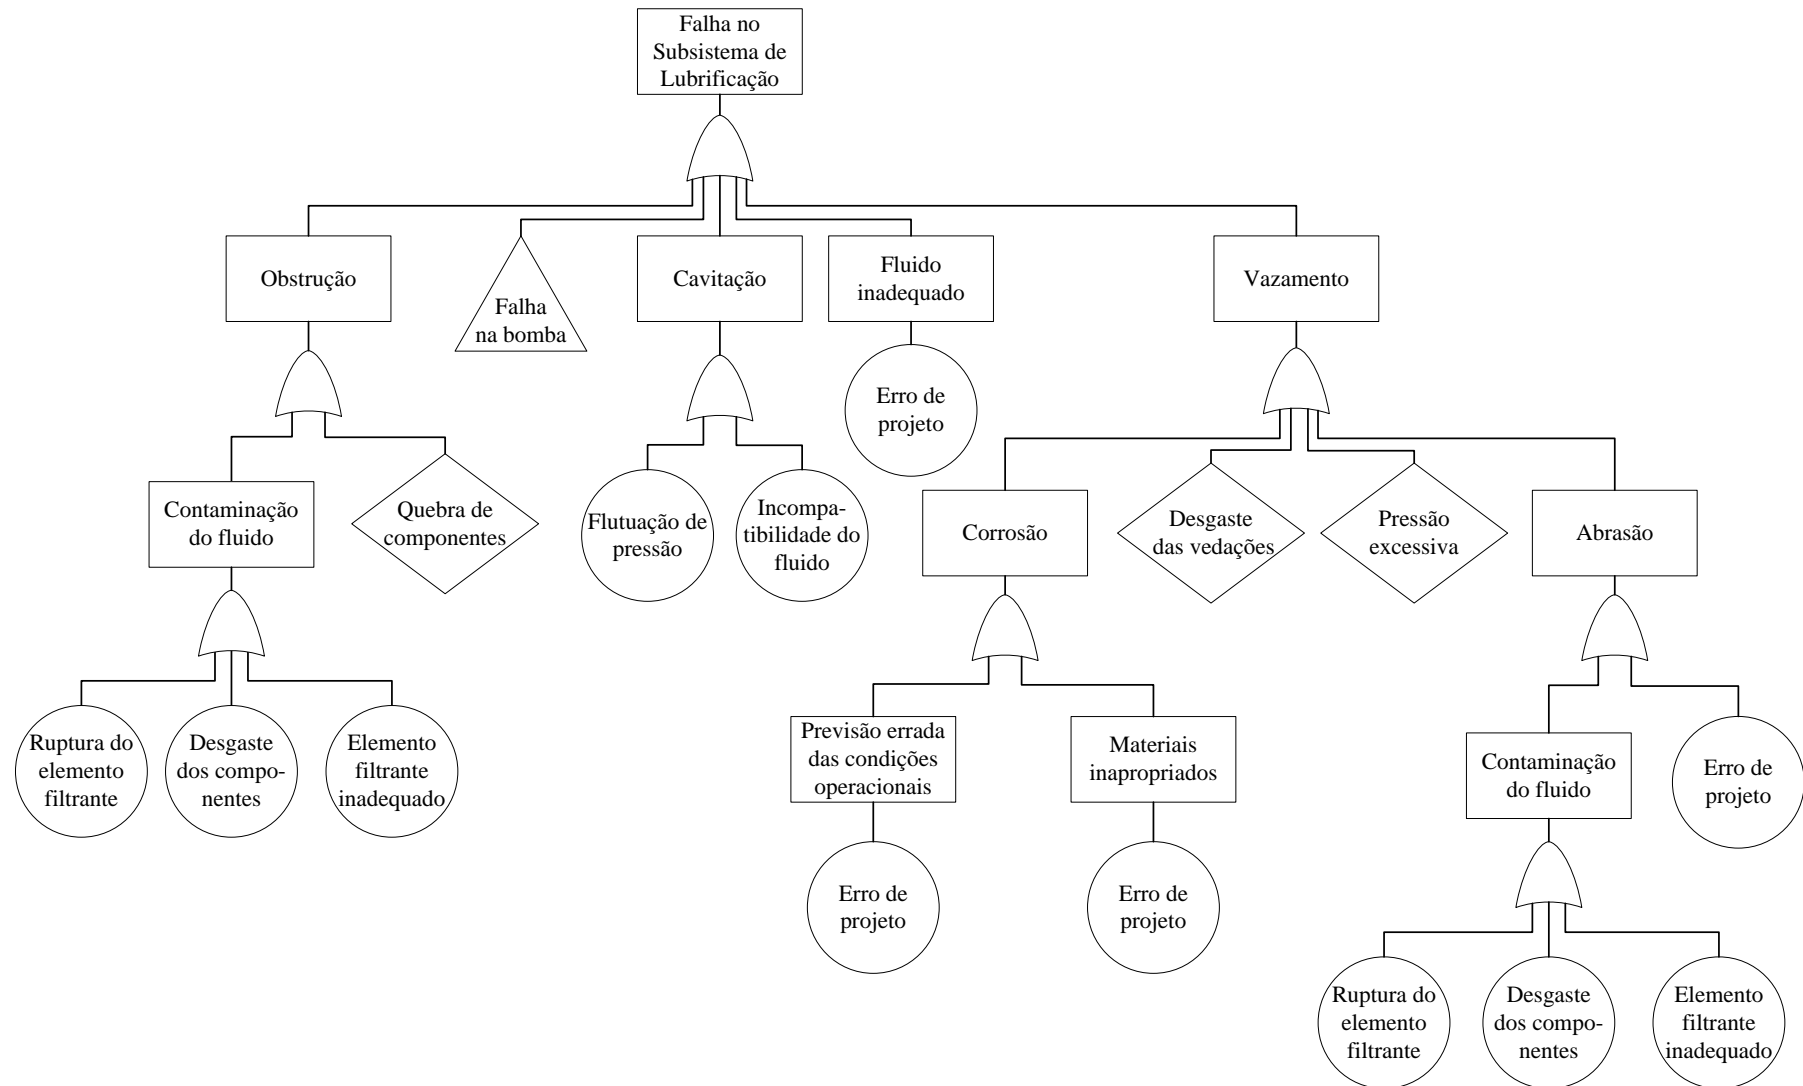 Falha no
Subsistema de
Lubrificação
Obstrução
Falha
na bomba
Cavitação
Fluido
inadequado
Vazamento
Erro de
projeto
Contaminação
do fluido
Quebra de
componentes
Flutuação de
pressão
Incompa-
tibilidade do
fluido
Corrosão
Desgaste
das vedações
Pressão
excessiva
Abrasão
Ruptura do
elemento
filtrante
Desgaste
dos compo-
nentes
Elemento
filtrante
inadequado
Previsão errada
das condições
operacionais
Materiais
inapropriados
Contaminação
do fluido
Erro de
projeto
Erro de
projeto
Erro de
projeto
Ruptura do
elemento
filtrante
Desgaste
dos compo-
nentes
Elemento
filtrante
inadequado